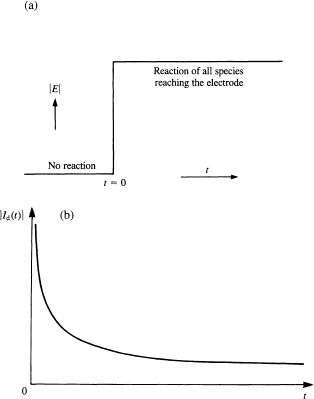 (a)
Reaction of all species
reaching the electrode
|E|
No reaction
t
t = 0
|I_d(t)|
(b)
0
t